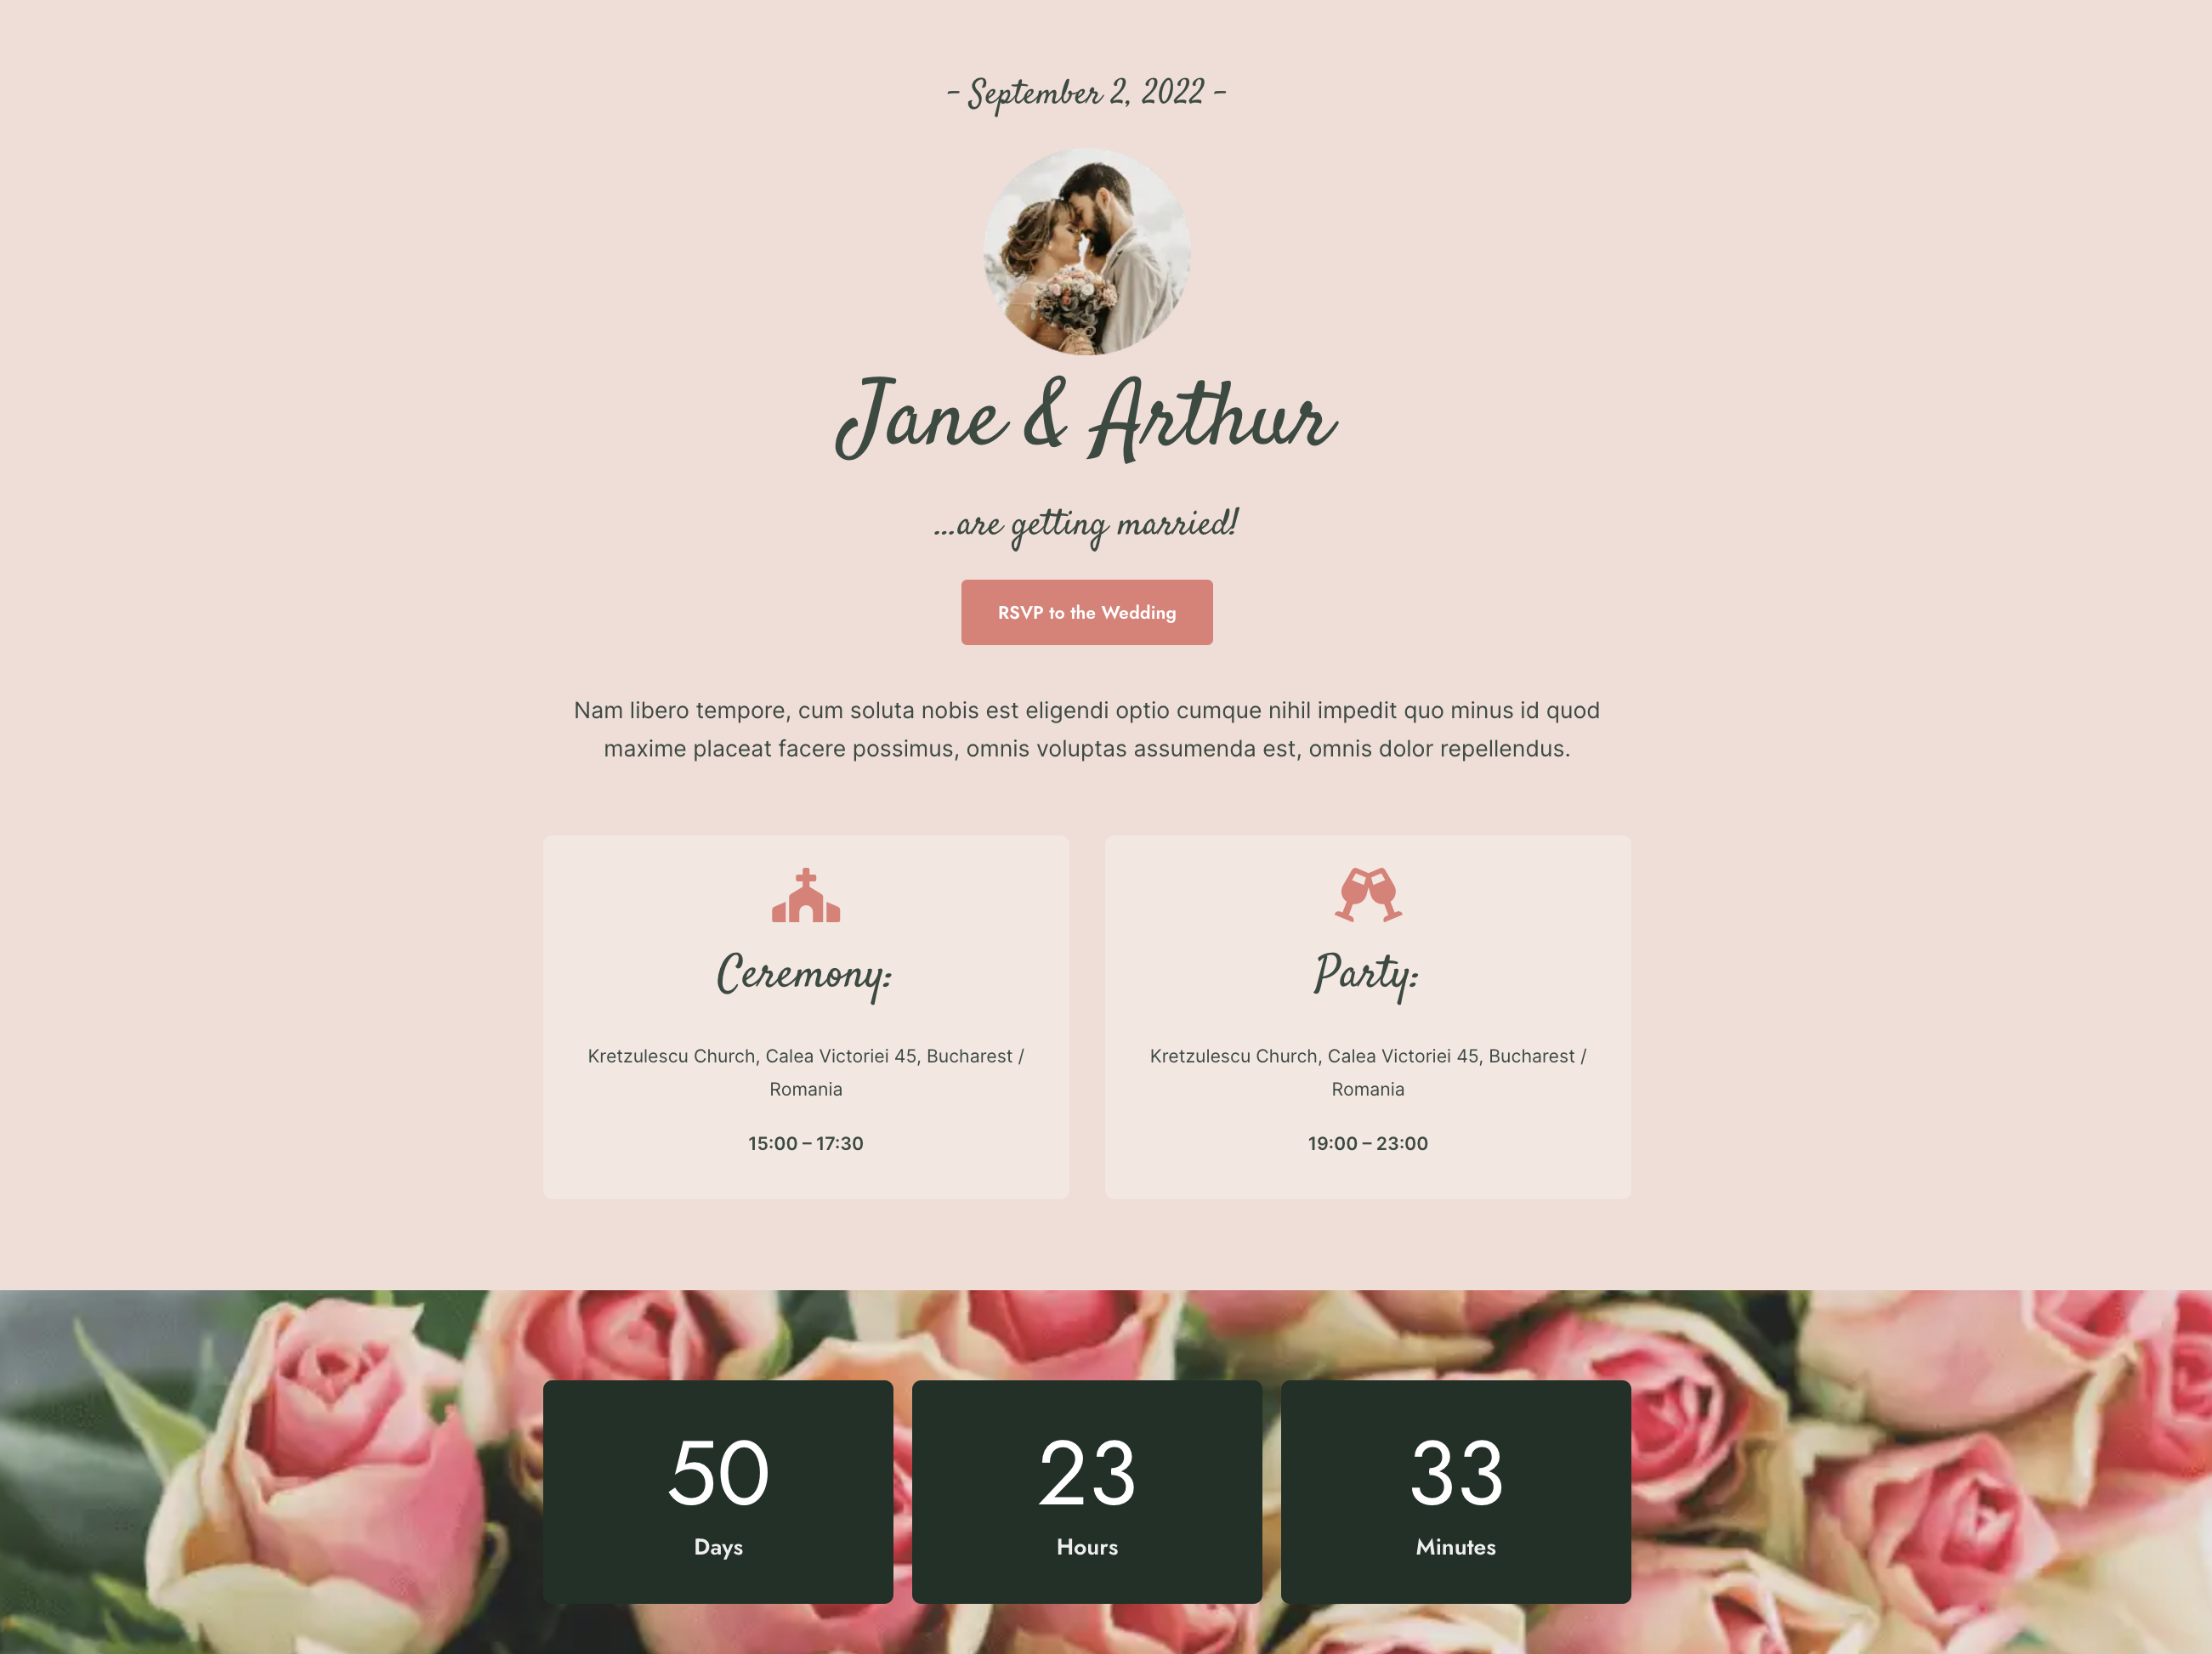 - September 2, 2022 -
Jane & Arthur
...are getting married!
RSVP to the Wedding
Nam libero tempore, cum soluta nobis est eligendi optio cumque nihil impedit quo minus id quod
maxime placeat facere possimus, omnis voluptas assumenda est, omnis dolor repellendus.
Ceremony:
Kretzulescu Church, Calea Victoriei 45, Bucharest /
Romania
15:00 – 17:30
Party:
Kretzulescu Church, Calea Victoriei 45, Bucharest /
Romania
19:00 – 23:00
50
Days
23
Hours
33
Minutes